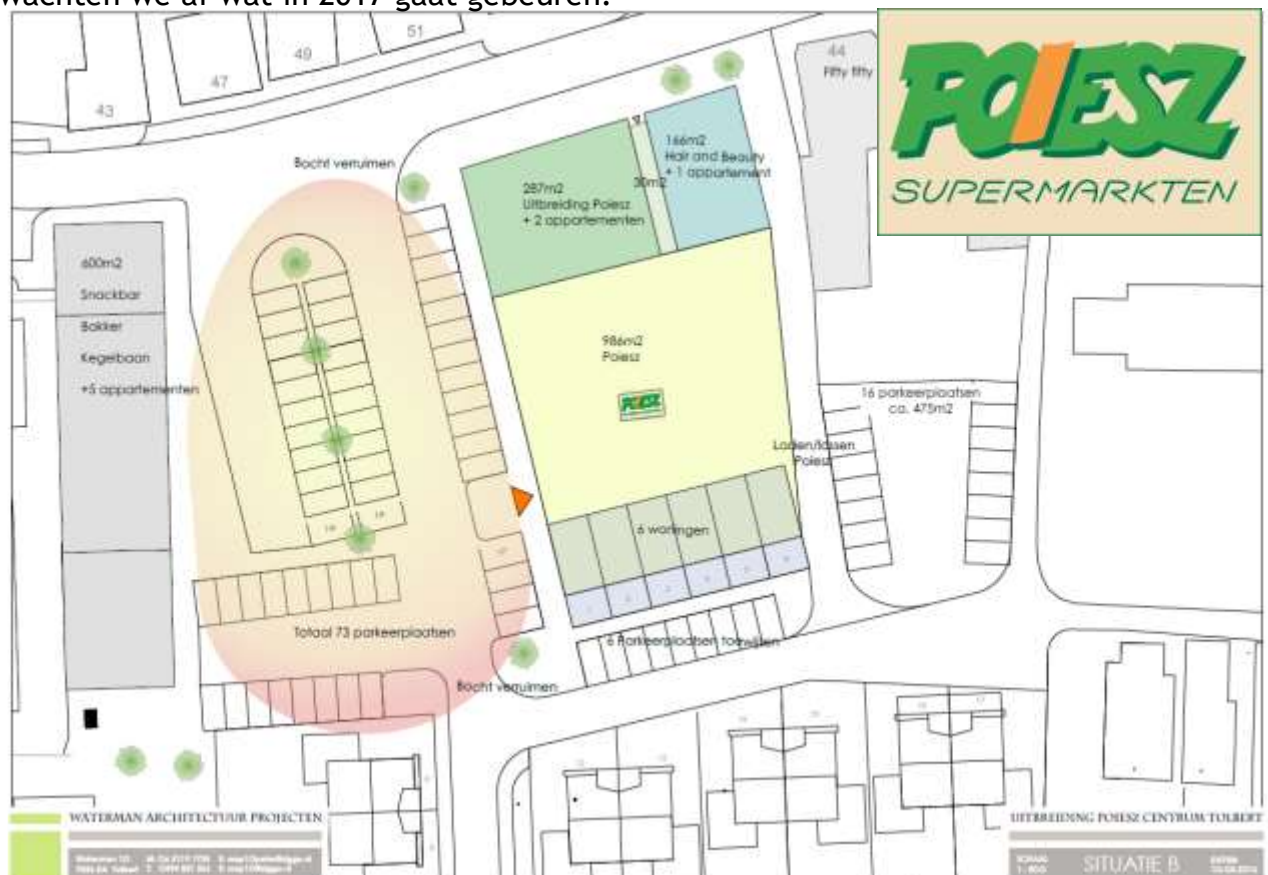 wachten we af wat in 2017 gaat gebeuren.
51
49
47
43
44
Fifty fifty
POIESZ
SUPERMARKTEN
Bocht verruimen
166m2
Hair and Beauty
+ 1 appartement
30m2
287m2
Uitbreiding Poiesz
+ 2 appartementen
600m2
Snackbar
Bakker
Kegelbaan
+5 appartementen
986m2
Poiesz
POIESZ
16 parkeerplaatsen
ca. 475m2
Laden/lossen
Poiesz
6 woningen
Totaal 73 parkeerplaatsen
6 Parkeerplaatsen toewijzen
Bocht verruimen
WATERMAN ARCHITECTUUR PROJECTEN
UITBREIDING POIESZ CENTRUM TOLBERT
SITUATIE B